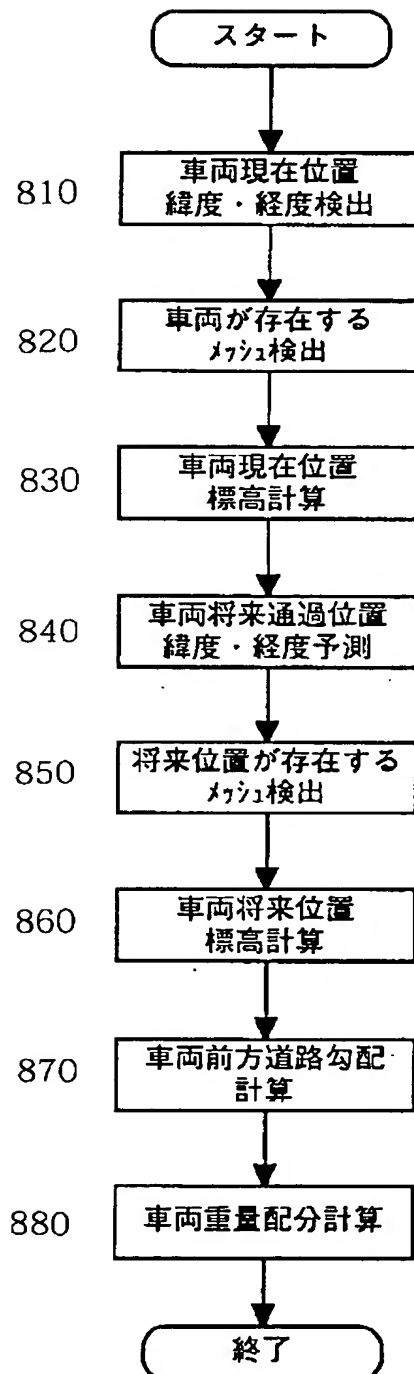 スタート
810
車両現在位置
緯度・経度検出
820
車両が存在する
ﾒｯｼｭ検出
830
車両現在位置
標高計算
840
車両将来通過位置
緯度・経度予測
850
将来位置が存在する
ﾒｯｼｭ検出
860
車両将来位置
標高計算
870
車両前方道路勾配
計算
880
車両重量配分計算
終了